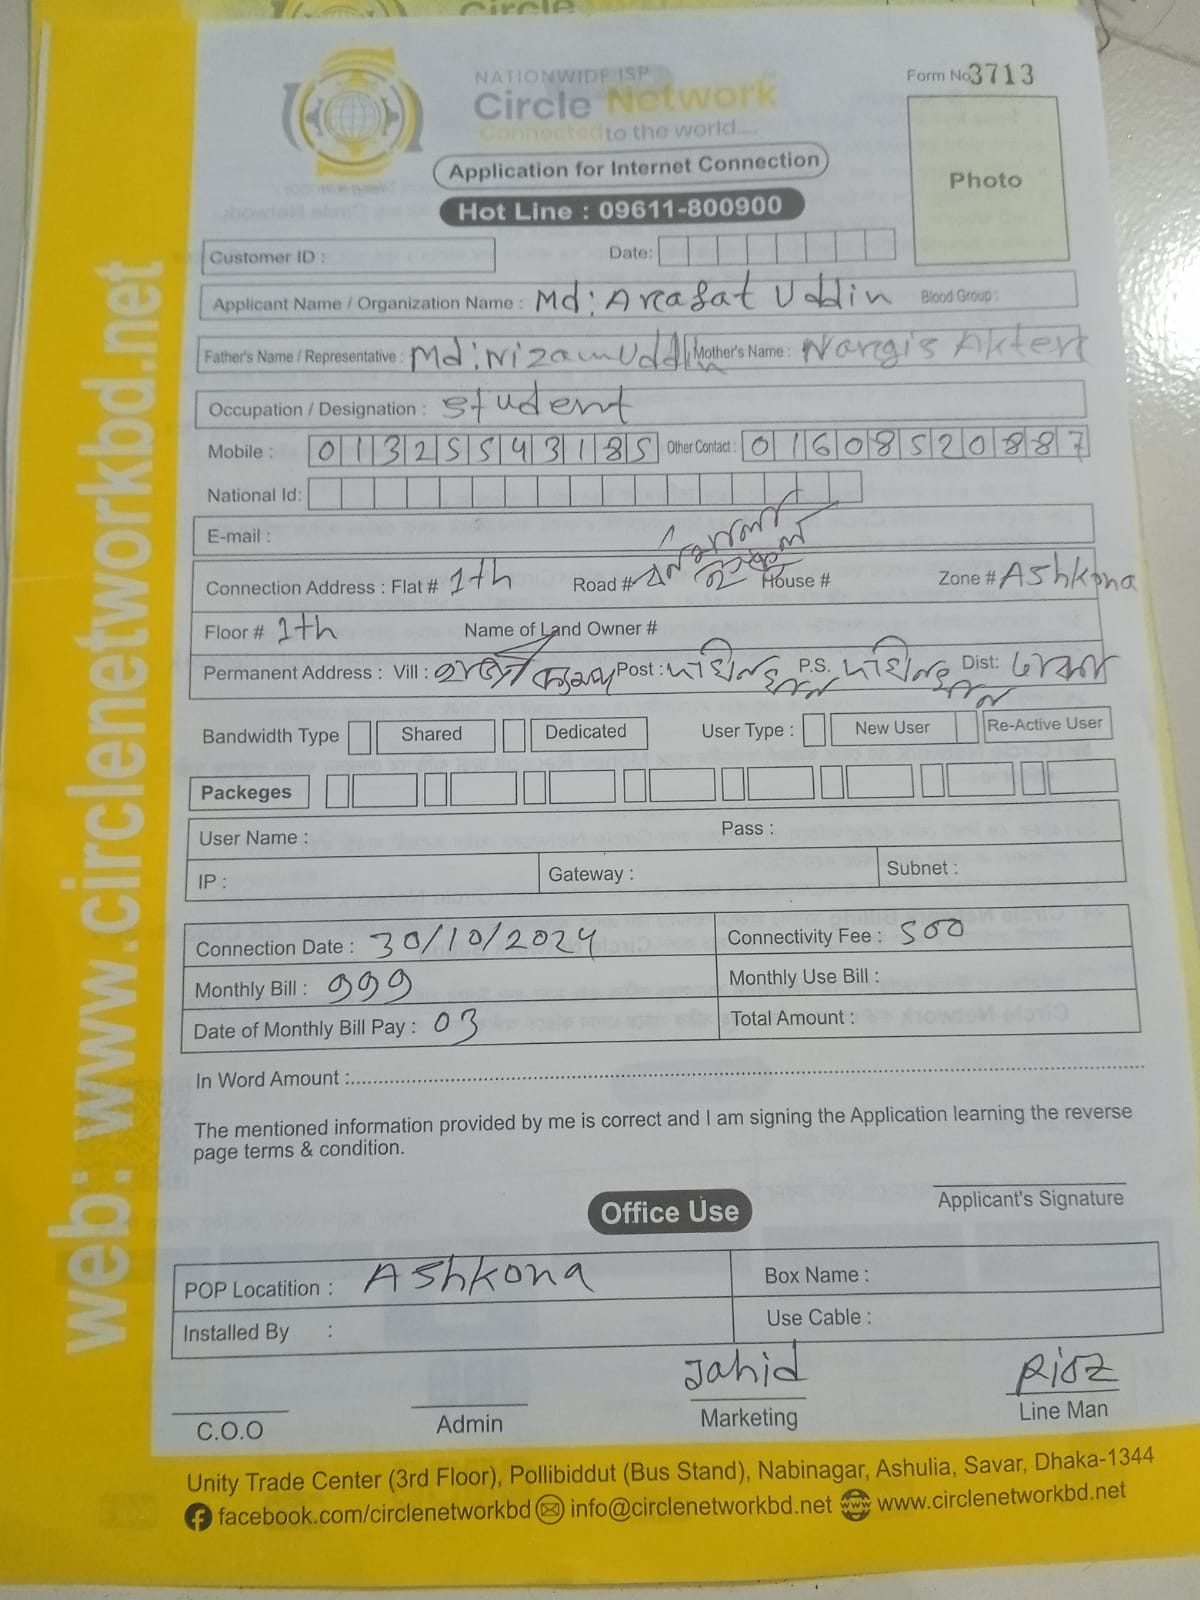 NATIONWIDE ISP
Circle Network
Connected to the world.....
Form No. 3713
Application for Internet Connection
Photo
Hot Line : 09611-800900
Customer ID :
Date:
Applicant Name / Organization Name : Md: Arafat Uddin Blood Group :
Father's Name / Representative : Md: Nizam Uddin Mother's Name : Nargis Akter
Occupation / Designation : student
Mobile : 01325543185 Other Contact : 01608520887
National Id:
E-mail :
Connection Address : Flat # 1th Road # House # Zone # Ashkona
Floor # 1th Name of Land Owner #
Permanent Address : Vill : Post : P.S. Dist:
Bandwidth Type Shared Dedicated User Type : New User Re-Active User
Packeges
User Name : Pass :
IP : Gateway : Subnet :
Connection Date : 30/10/2024 Connectivity Fee : 500
Monthly Bill : 999 Monthly Use Bill :
Date of Monthly Bill Pay : 03 Total Amount :
In Word Amount :
The mentioned information provided by me is correct and I am signing the Application learning the reverse
page terms & condition.
Applicant's Signature
Office Use
POP Locatition : Ashkona Box Name :
Installed By : Use Cable :
Jahid
C.O.O Admin Marketing Line Man
Unity Trade Center (3rd Floor), Pollibiddut (Bus Stand), Nabinagar, Ashulia, Savar, Dhaka-1344
facebook.com/circlenetworkbd info@circlenetworkbd.net www.circlenetworkbd.net
web: www.circlenetworkbd.net